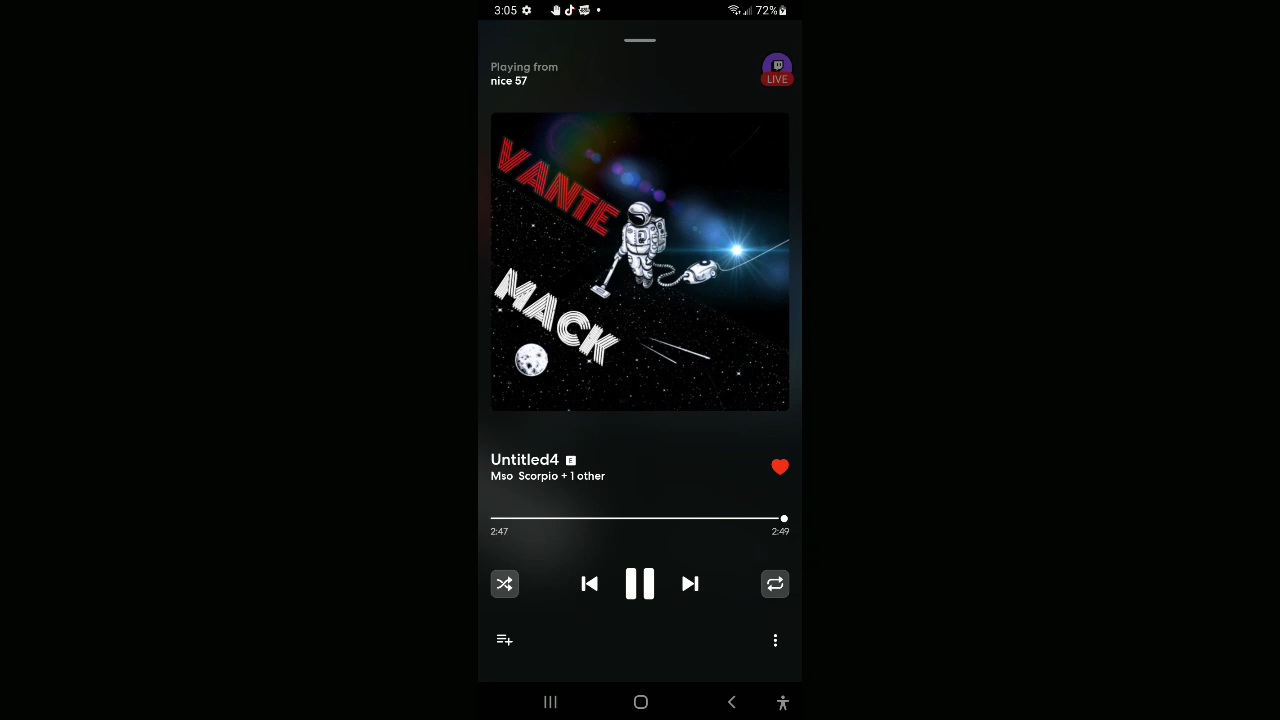 3:05
72%
Playing from
nice 57
LIVE
VANTE
MACK
Untitled4 E
Mso Scorpio + 1 other
2:47
2:49